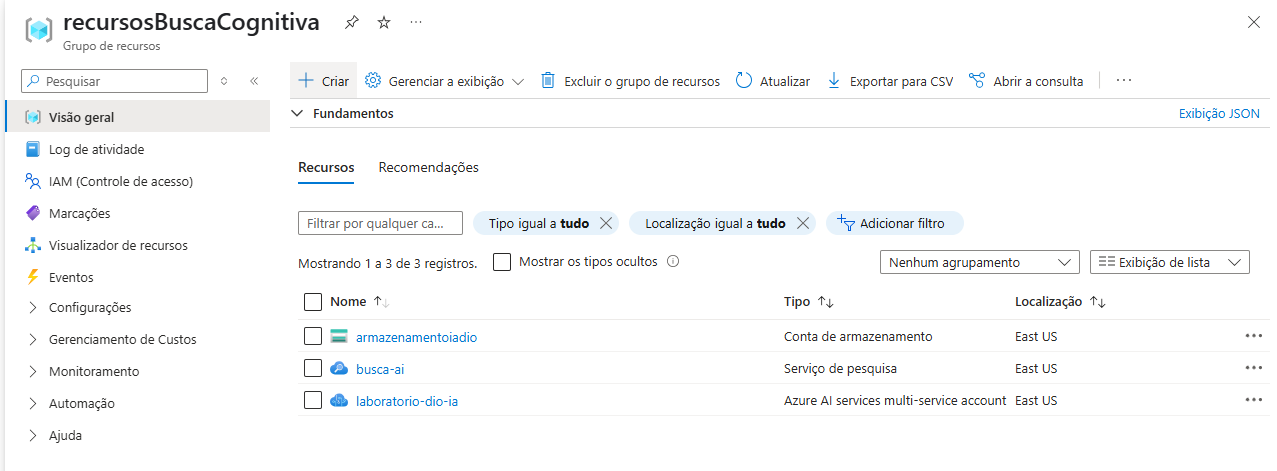 recursosBuscaCognitiva
Grupo de recursos
Pesquisar
Criar Gerenciar a exibição Excluir o grupo de recursos Atualizar Exportar para CSV Abrir a consulta
Visão geral
Log de atividade
IAM (Controle de acesso)
Marcações
Visualizador de recursos
Eventos
Configurações
Gerenciamento de Custos
Monitoramento
Automação
Ajuda
Fundamentos Exibição JSON
Recursos Recomendações
Filtrar por qualquer ca... Tipo igual a tudo Localização igual a tudo Adicionar filtro
Mostrando 1 a 3 de 3 registros. Mostrar os tipos ocultos Nenhum agrupamento Exibição de lista
Nome Tipo Localização
armazenamentoiadio Conta de armazenamento East US
busca-ai Serviço de pesquisa East US
laboratorio-dio-ia Azure AI services multi-service account East US